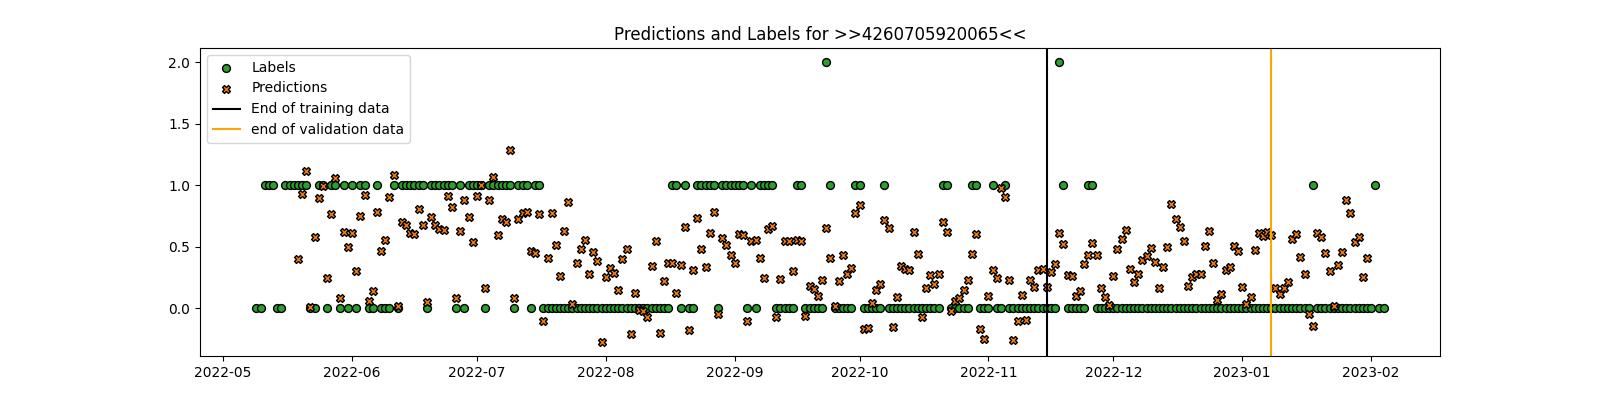 Predictions and Labels for >>4260705920065<<
2.0
1.5
1.0
0.5
0.0
Labels
Predictions
End of training data
end of validation data
2022-05 2022-06 2022-07 2022-08 2022-09 2022-10 2022-11 2022-12 2023-01 2023-02